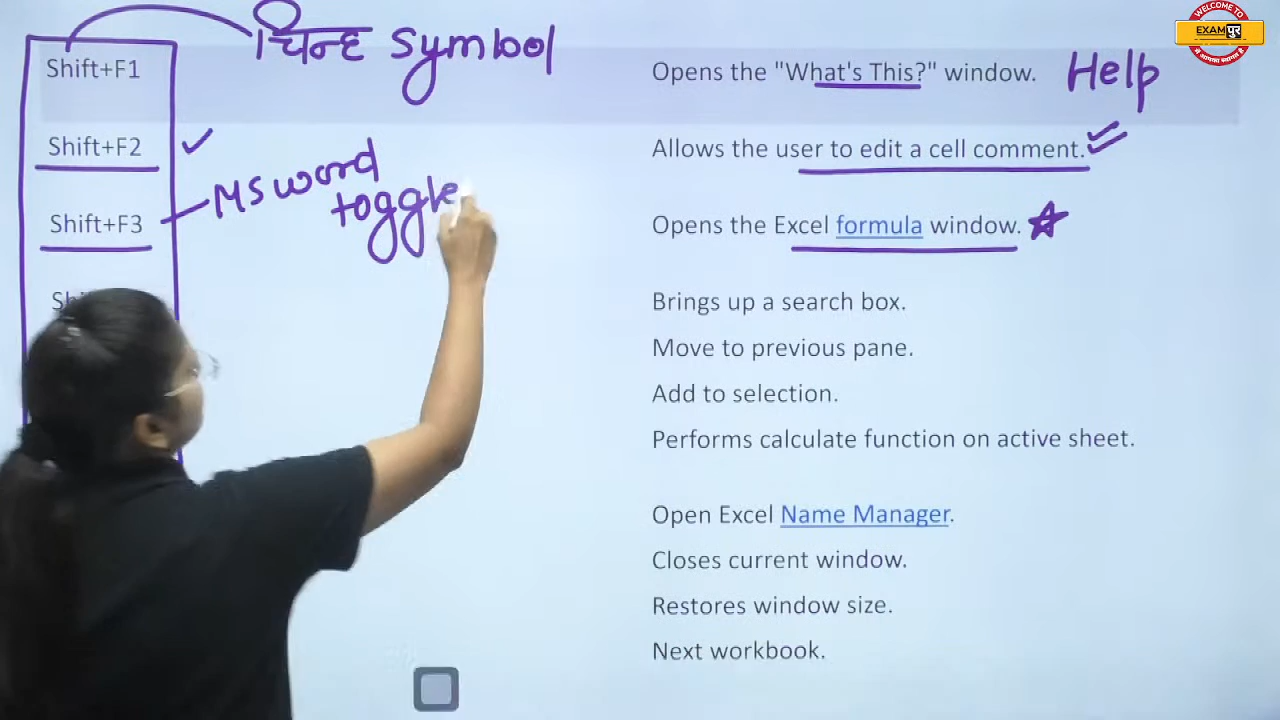 WELCOME TO
EXAM पुर
चिन्ह Symbol
Shift+F1
Opens the "What's This?" window.
Help
Shift+F2
Allows the user to edit a cell comment.
MS word
toggle
Shift+F3
Opens the Excel formula window.
Brings up a search box.
Move to previous pane.
Add to selection.
Performs calculate function on active sheet.
Open Excel Name Manager.
Closes current window.
Restores window size.
Next workbook.